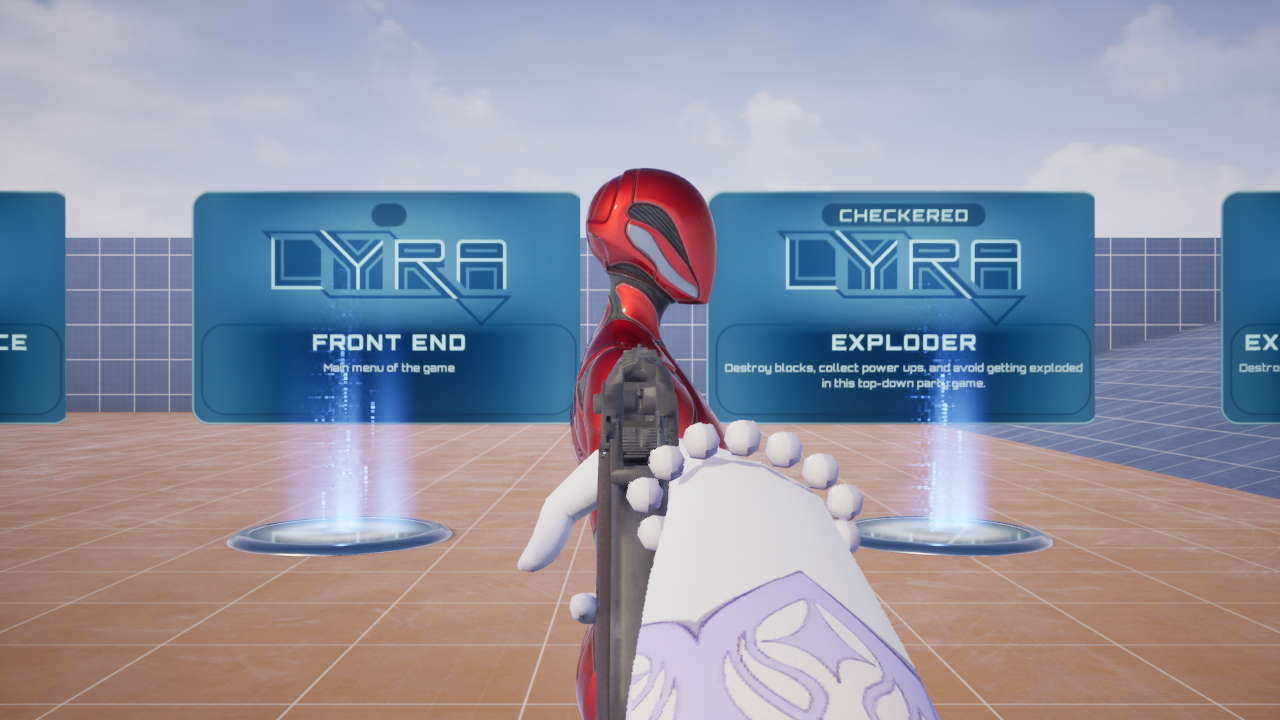 CE
LYRA
FRONT END
Main menu of the game
CHECKERED
LYRA
EXPLODER
Destroy blocks, collect power ups, and avoid getting exploded
in this top-down party game.
EX
Destro